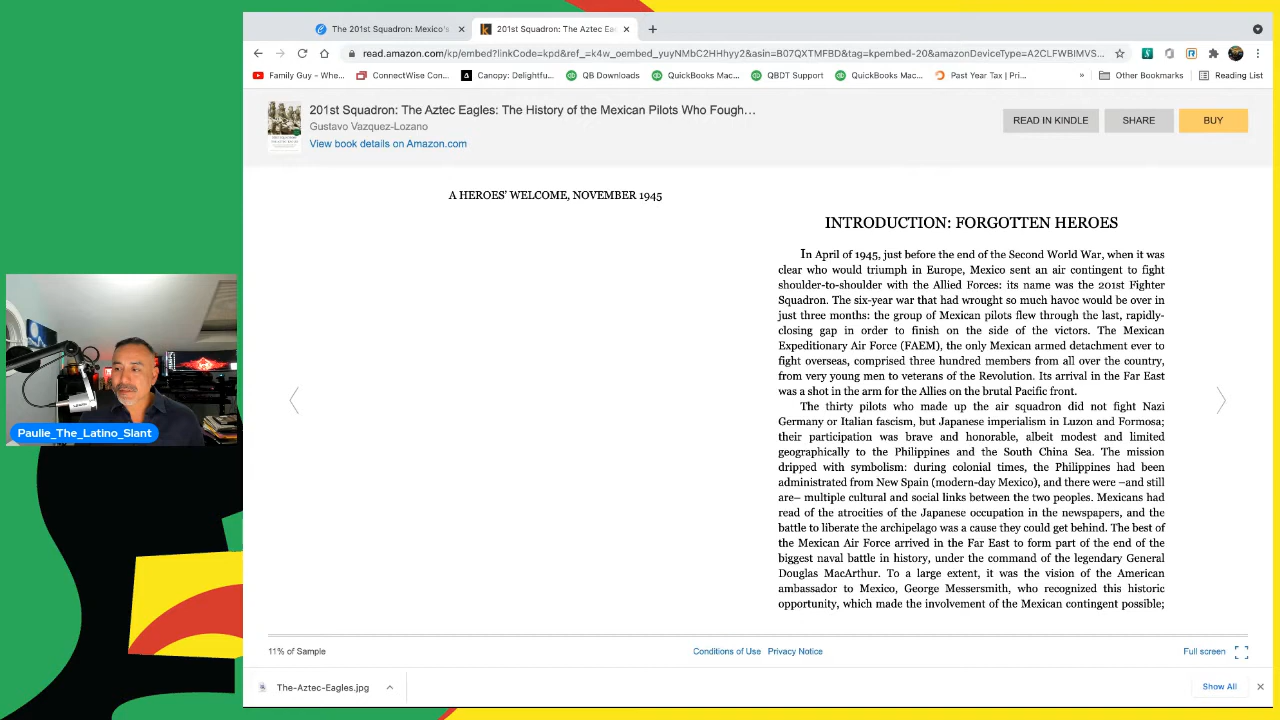 The 201st Squadron: Mexico's
201st Squadron: The Aztec Ea
read.amazon.com/kp/embed?linkCode=kpd&ref_=k4w_oembed_yuyNMbC2HHhyy2&asin=B07QXTMFBD&tag=kpembed-20&amazonDeviceType=A2CLFWBIMVS...
Family Guy – Whe...
ConnectWise Con...
Canopy: Delightfu...
QB Downloads
QuickBooks Mac...
QBDT Support
QuickBooks Mac...
Past Year Tax | Pri...
»
Other Bookmarks
Reading List
201st Squadron: The Aztec Eagles: The History of the Mexican Pilots Who Fough...
Gustavo Vazquez-Lozano
View book details on Amazon.com
READ IN KINDLE
SHARE
BUY
A HEROES' WELCOME, NOVEMBER 1945
INTRODUCTION: FORGOTTEN HEROES
In April of 1945, just before the end of the Second World War, when it was
clear who would triumph in Europe, Mexico sent an air contingent to fight
shoulder-to-shoulder with the Allied Forces: its name was the 201st Fighter
Squadron. The six-year war that had wrought so much havoc would be over in
just three months: the group of Mexican pilots flew through the last, rapidly-
closing gap in order to finish on the side of the victors. The Mexican
Expeditionary Air Force (FAEM), the only Mexican armed detachment ever to
fight overseas, comprised three hundred members from all over the country,
from very young men to veterans of the Revolution. Its arrival in the Far East
was a shot in the arm for the Allies on the brutal Pacific front.
The thirty pilots who made up the air squadron did not fight Nazi
Germany or Italian fascism, but Japanese imperialism in Luzon and Formosa;
their participation was brave and honorable, albeit modest and limited
geographically to the Philippines and the South China Sea. The mission
dripped with symbolism: during colonial times, the Philippines had been
administrated from New Spain (modern-day Mexico), and there were –and still
are– multiple cultural and social links between the two peoples. Mexicans had
read of the atrocities of the Japanese occupation in the newspapers, and the
battle to liberate the archipelago was a cause they could get behind. The best of
the Mexican Air Force arrived in the Far East to form part of the end of the
biggest naval battle in history, under the command of the legendary General
Douglas MacArthur. To a large extent, it was the vision of the American
ambassador to Mexico, George Messersmith, who recognized this historic
opportunity, which made the involvement of the Mexican contingent possible;
Paulie_The_Latino_Slant
11% of Sample
Conditions of Use
Privacy Notice
Full screen
The-Aztec-Eagles.jpg
Show All